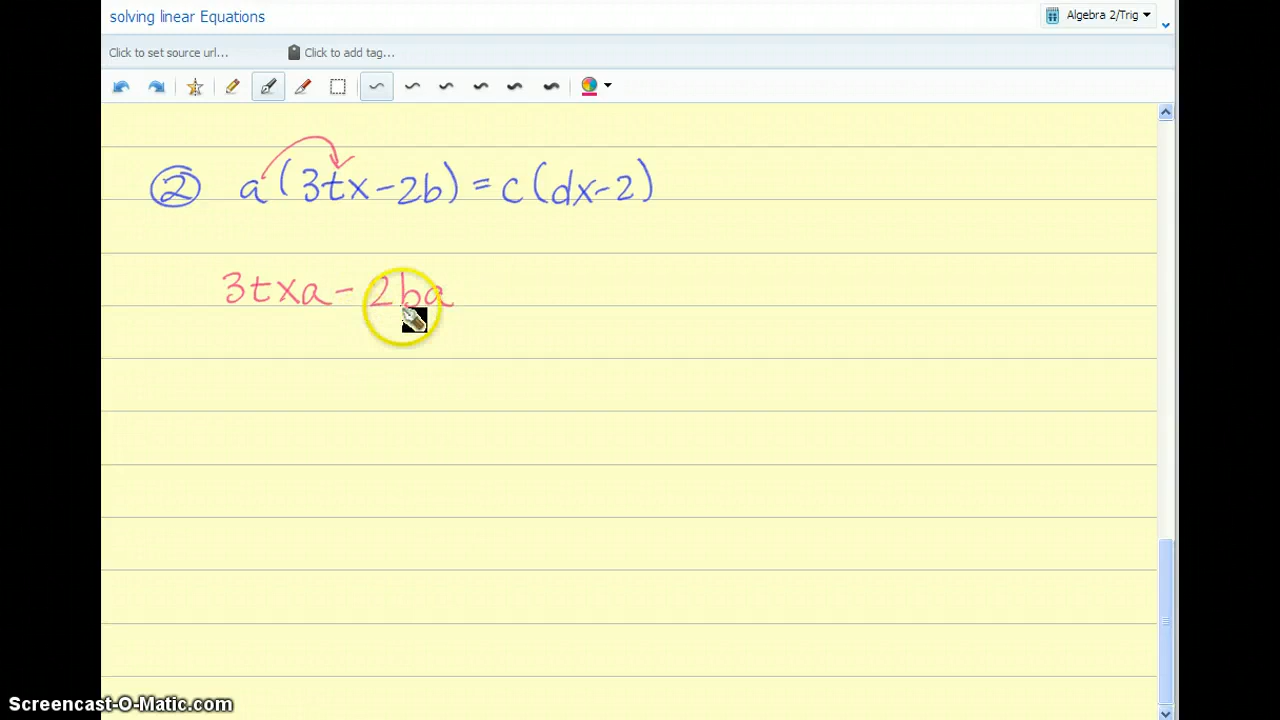 solving linear Equations
Algebra 2/Trig
Click to set source url...
Click to add tag...
② a(3tx-2b) = c(dx-2)
3txa - 2ba
Screencast-O-Matic.com